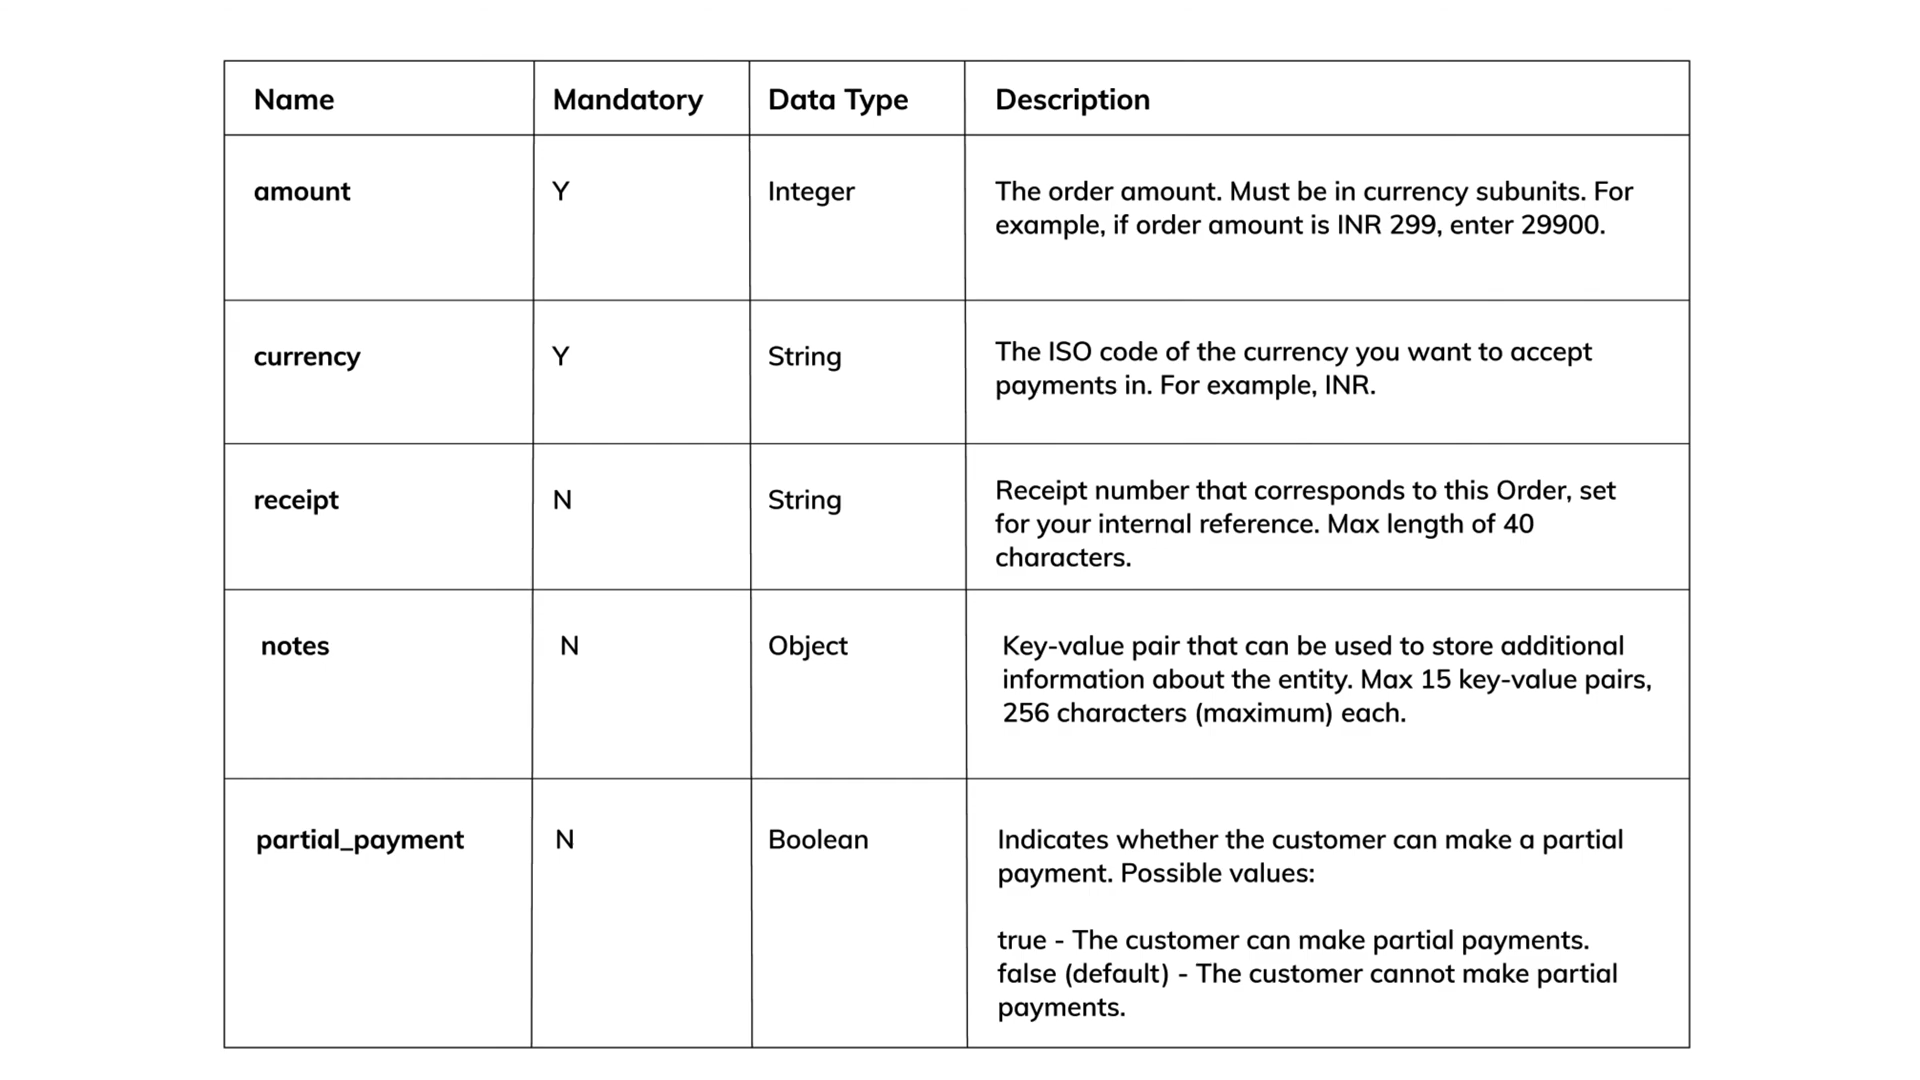 Name Mandatory Data Type Description
amount Y Integer The order amount. Must be in currency subunits. For
example, if order amount is INR 299, enter 29900.
currency Y String The ISO code of the currency you want to accept
payments in. For example, INR.
receipt N String Receipt number that corresponds to this Order, set
for your internal reference. Max length of 40
characters.
notes N Object Key-value pair that can be used to store additional
information about the entity. Max 15 key-value pairs,
256 characters (maximum) each.
partial_payment N Boolean Indicates whether the customer can make a partial
payment. Possible values:
true - The customer can make partial payments.
false (default) - The customer cannot make partial
payments.